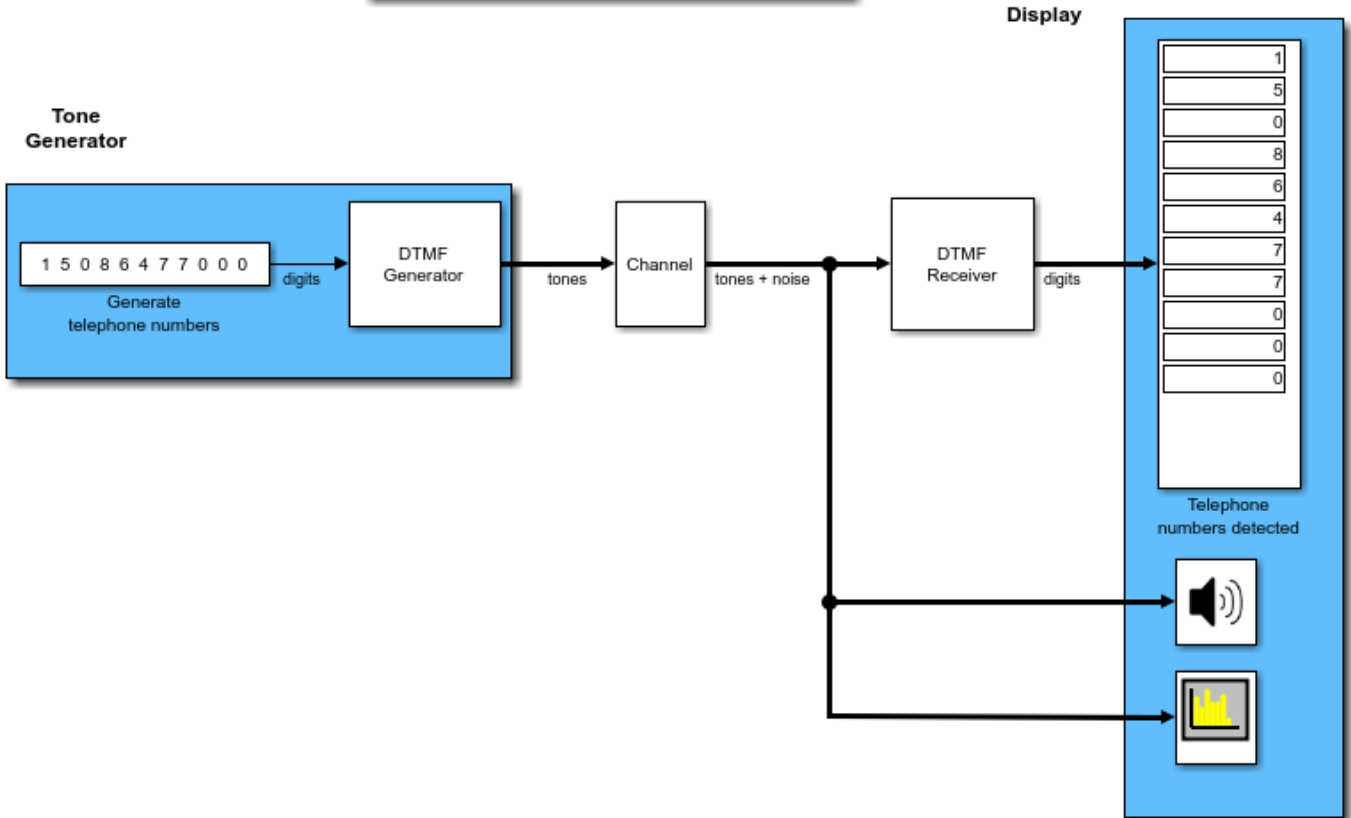 Display
Tone
Generator
1 5 0 8 6 4 7 7 0 0 0
Generate
telephone numbers
digits
DTMF
Generator
tones
Channel
tones + noise
DTMF
Receiver
digits
1
5
0
8
6
4
7
7
0
0
0
Telephone
numbers detected